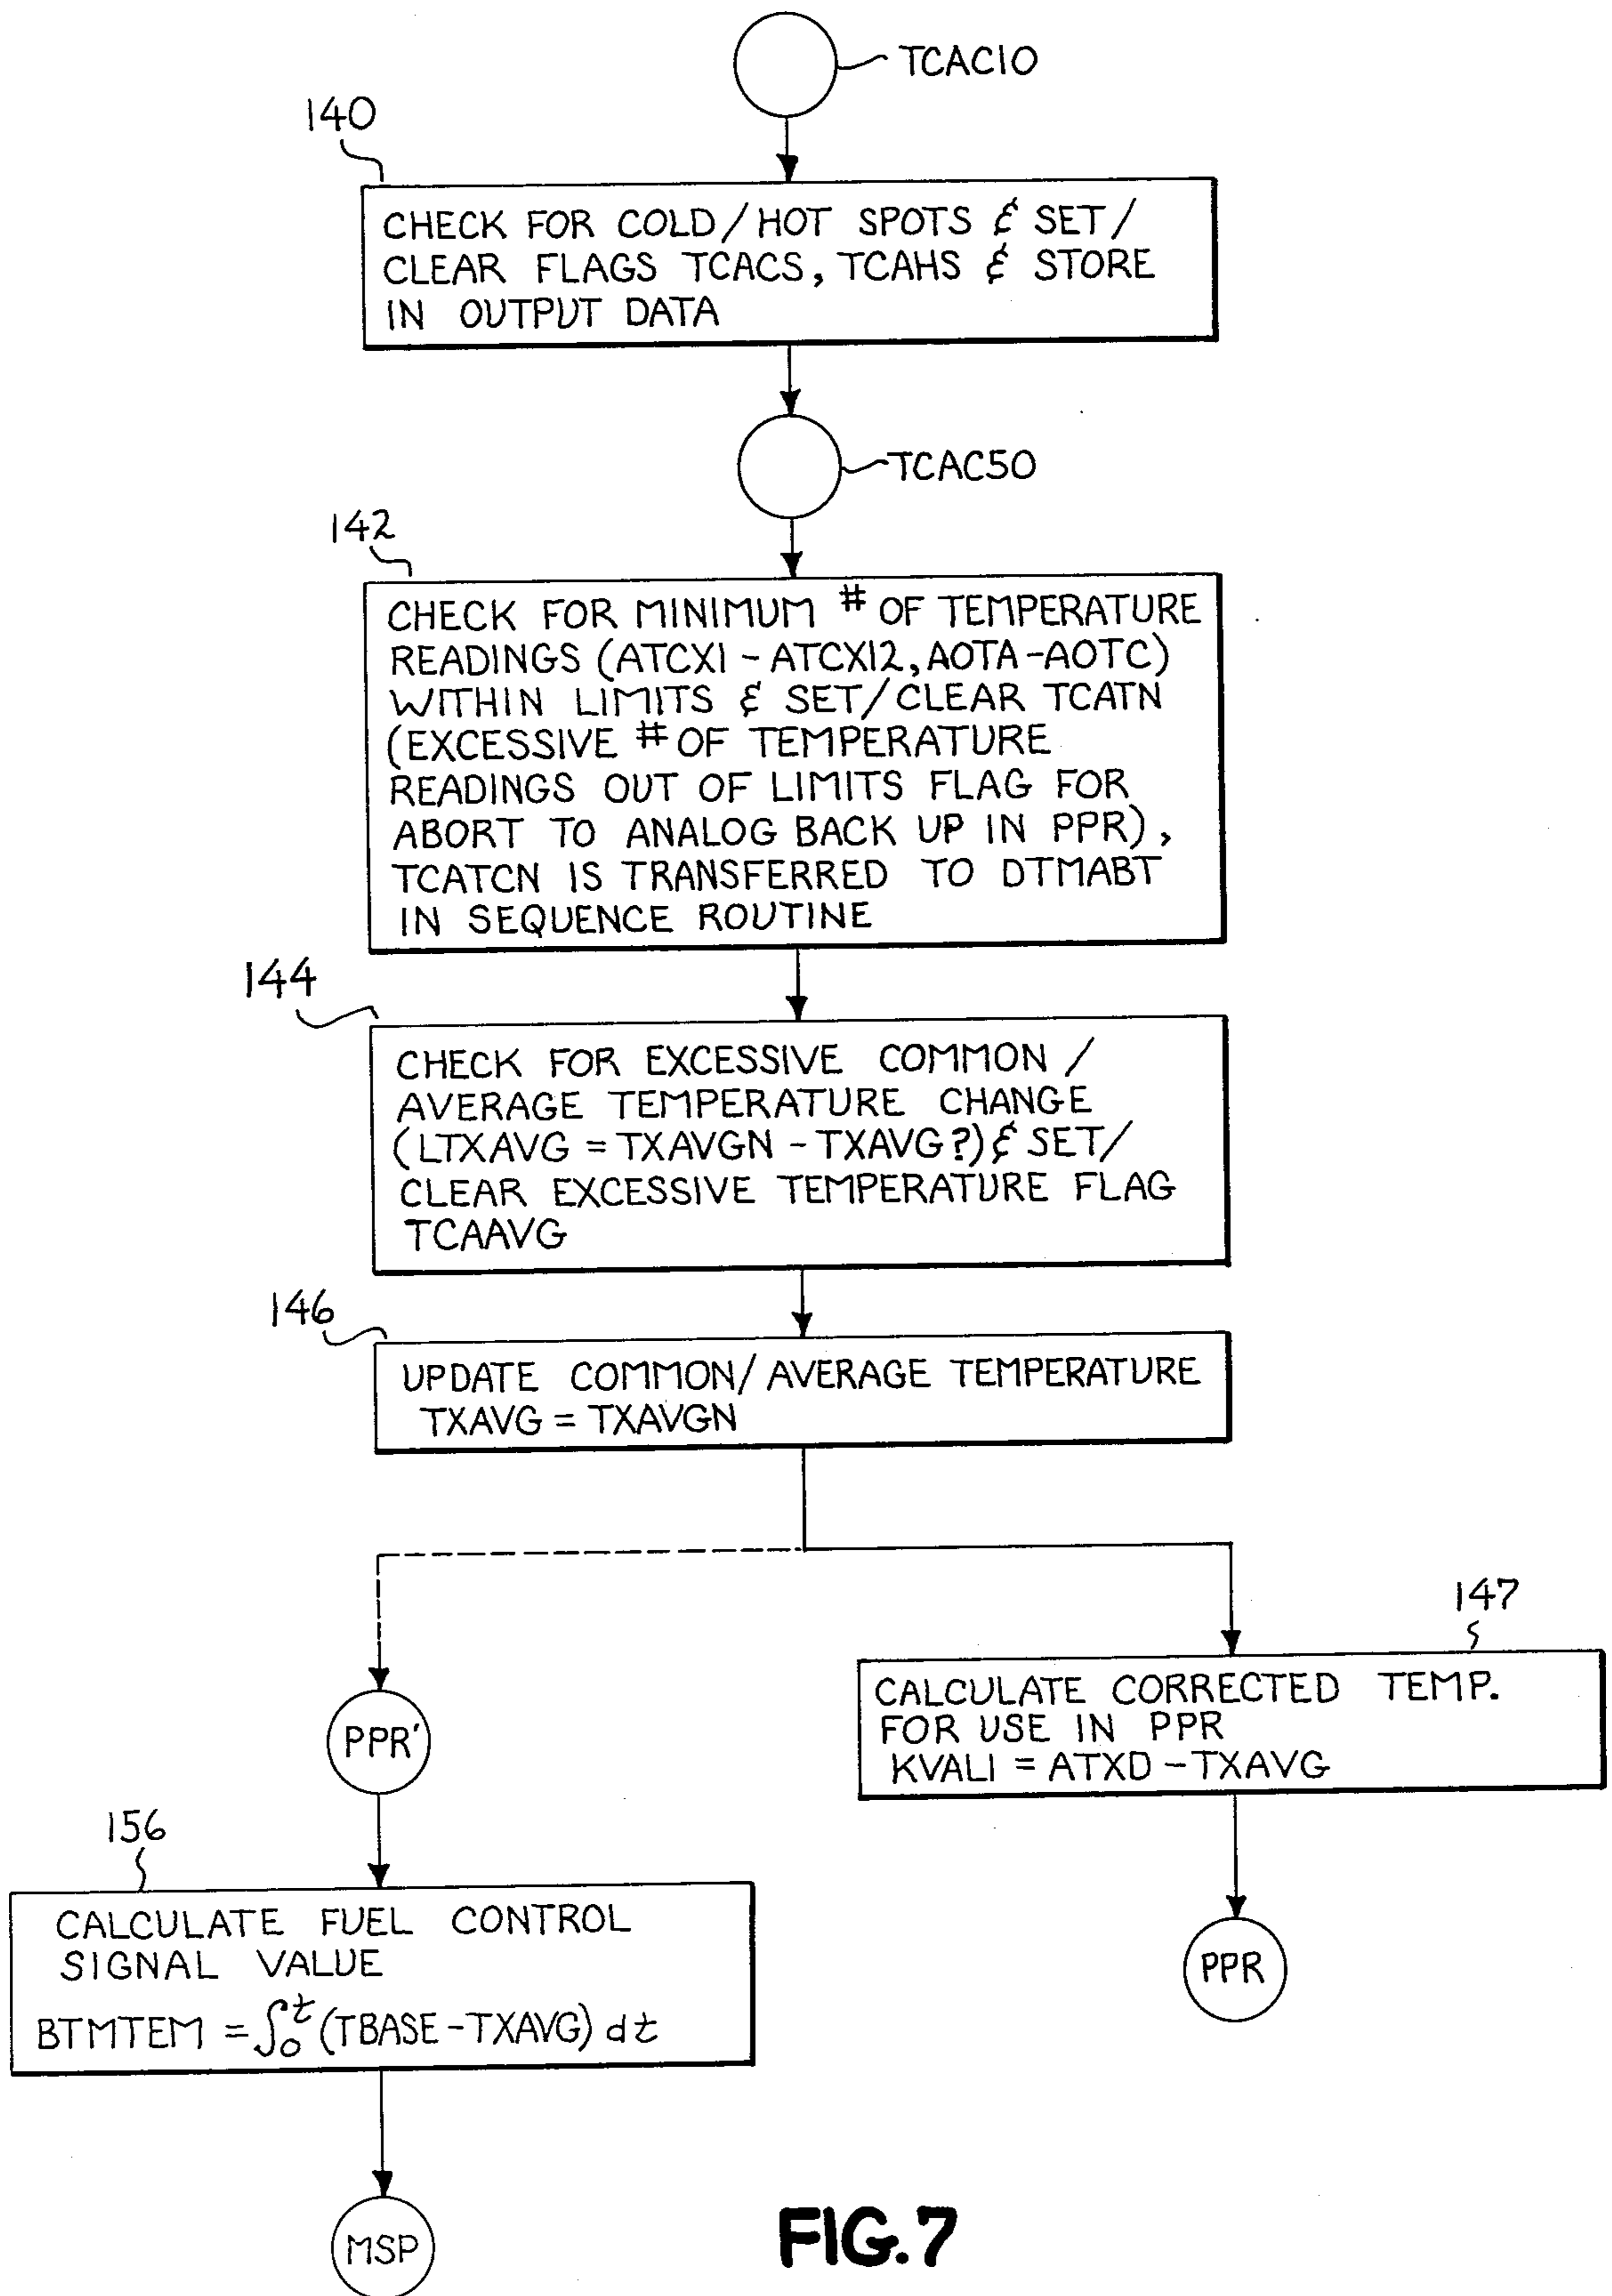 TCAC10
140
CHECK FOR COLD/HOT SPOTS & SET/
CLEAR FLAGS TCACS, TCAHS & STORE
IN OUTPUT DATA
TCAC50
142
CHECK FOR MINIMUM # OF TEMPERATURE
READINGS (ATCX1 - ATCX12, AOTA-AOTC)
WITHIN LIMITS & SET/CLEAR TCATN
(EXCESSIVE # OF TEMPERATURE
READINGS OUT OF LIMITS FLAG FOR
ABORT TO ANALOG BACK UP IN PPR),
TCATCN IS TRANSFERRED TO DTMABT
IN SEQUENCE ROUTINE
144
CHECK FOR EXCESSIVE COMMON /
AVERAGE TEMPERATURE CHANGE
(LTXAVG = TXAVGN - TXAVG?) & SET/
CLEAR EXCESSIVE TEMPERATURE FLAG
TCAAVG
146
UPDATE COMMON/AVERAGE TEMPERATURE
TXAVG = TXAVGN
147
CALCULATE CORRECTED TEMP.
FOR USE IN PPR
KVAL1 = ATXD - TXAVG
PPR'
156
CALCULATE FUEL CONTROL
SIGNAL VALUE
BTMTEM = ∫₀ᵗ (TBASE - TXAVG) dt
PPR
MSP
FIG.7